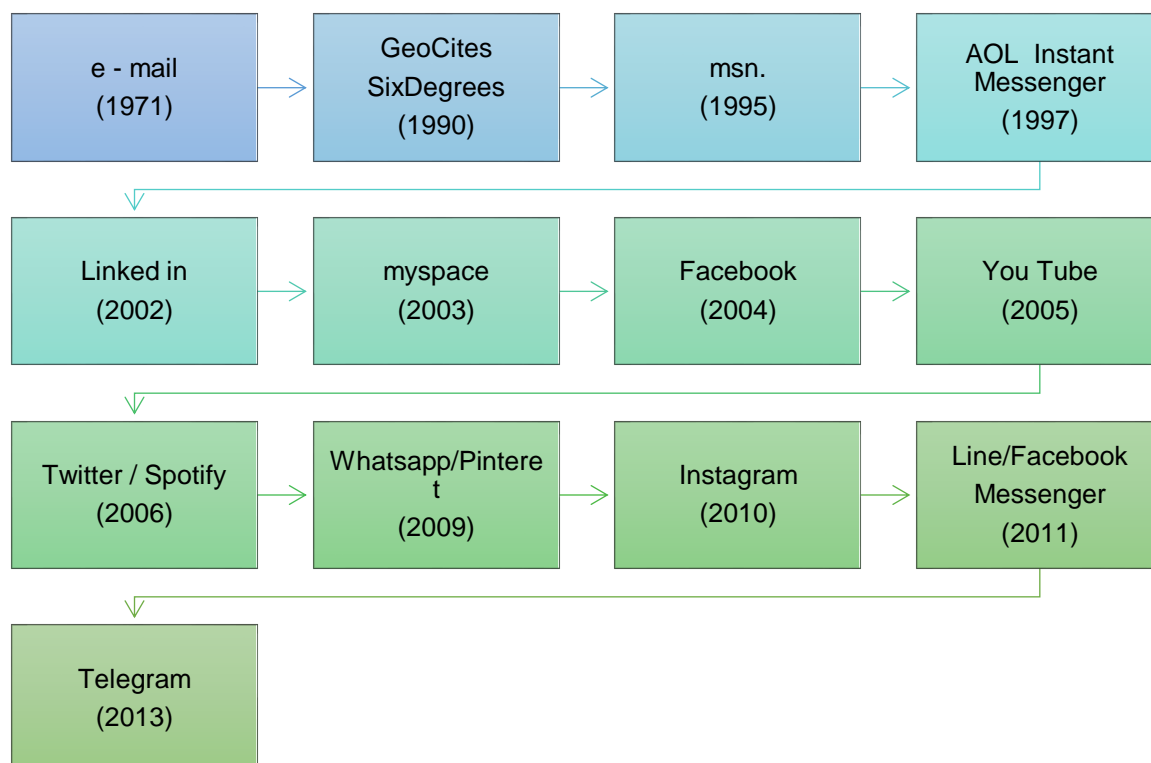 e - mail
(1971)
GeoCites
SixDegrees
(1990)
msn.
(1995)
AOL  Instant
Messenger
(1997)
Linked in
(2002)
myspace
(2003)
Facebook
(2004)
You Tube
(2005)
Twitter / Spotify
(2006)
Whatsapp/Pintere
t
(2009)
Instagram
(2010)
Line/Facebook
Messenger
(2011)
Telegram
(2013)